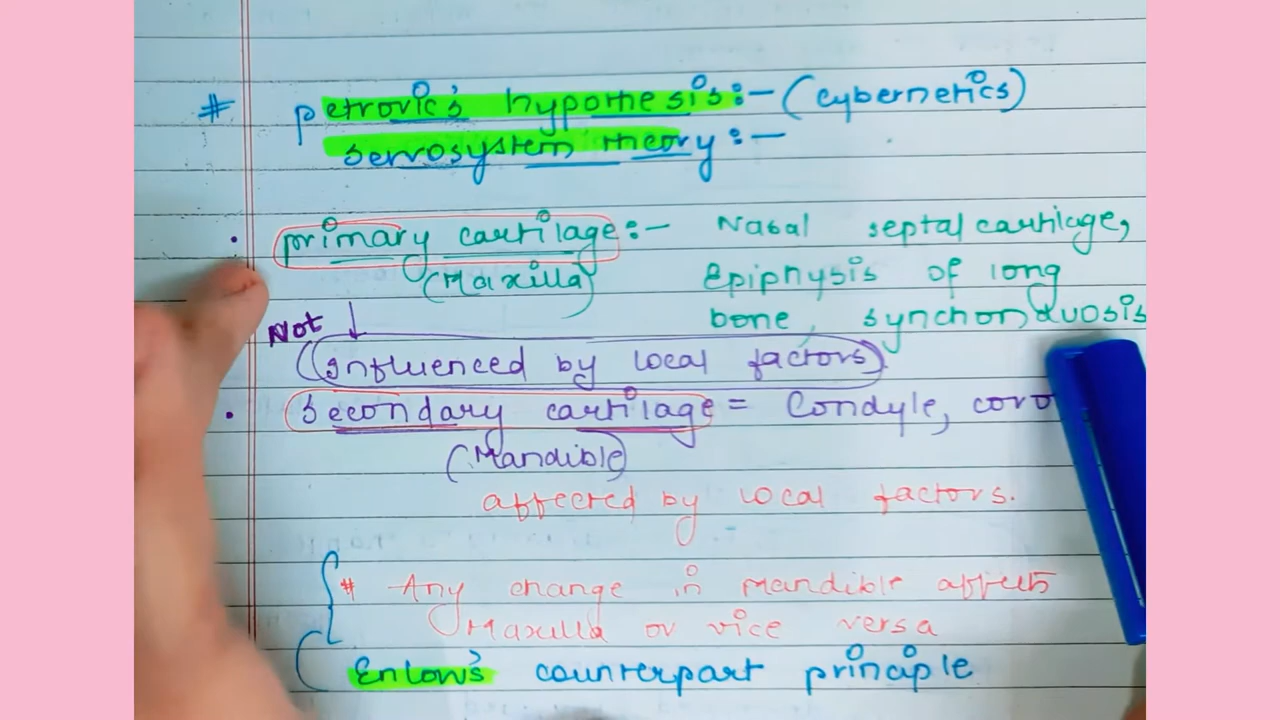 # Petrovic's hypothesis:- (cybernetics)
servosystem theory:-
• primary cartilage:- Nasal septal cartilage,
(Maxilla) Epiphysis of long
bone, synchondrosis
Not ↓
(Influenced by local factors)
• Secondary cartilage = Condyle,
(Mandible)
affected by local factors.
# Any change in mandible affects
Maxilla or vice versa
Enlow's counterpart principle